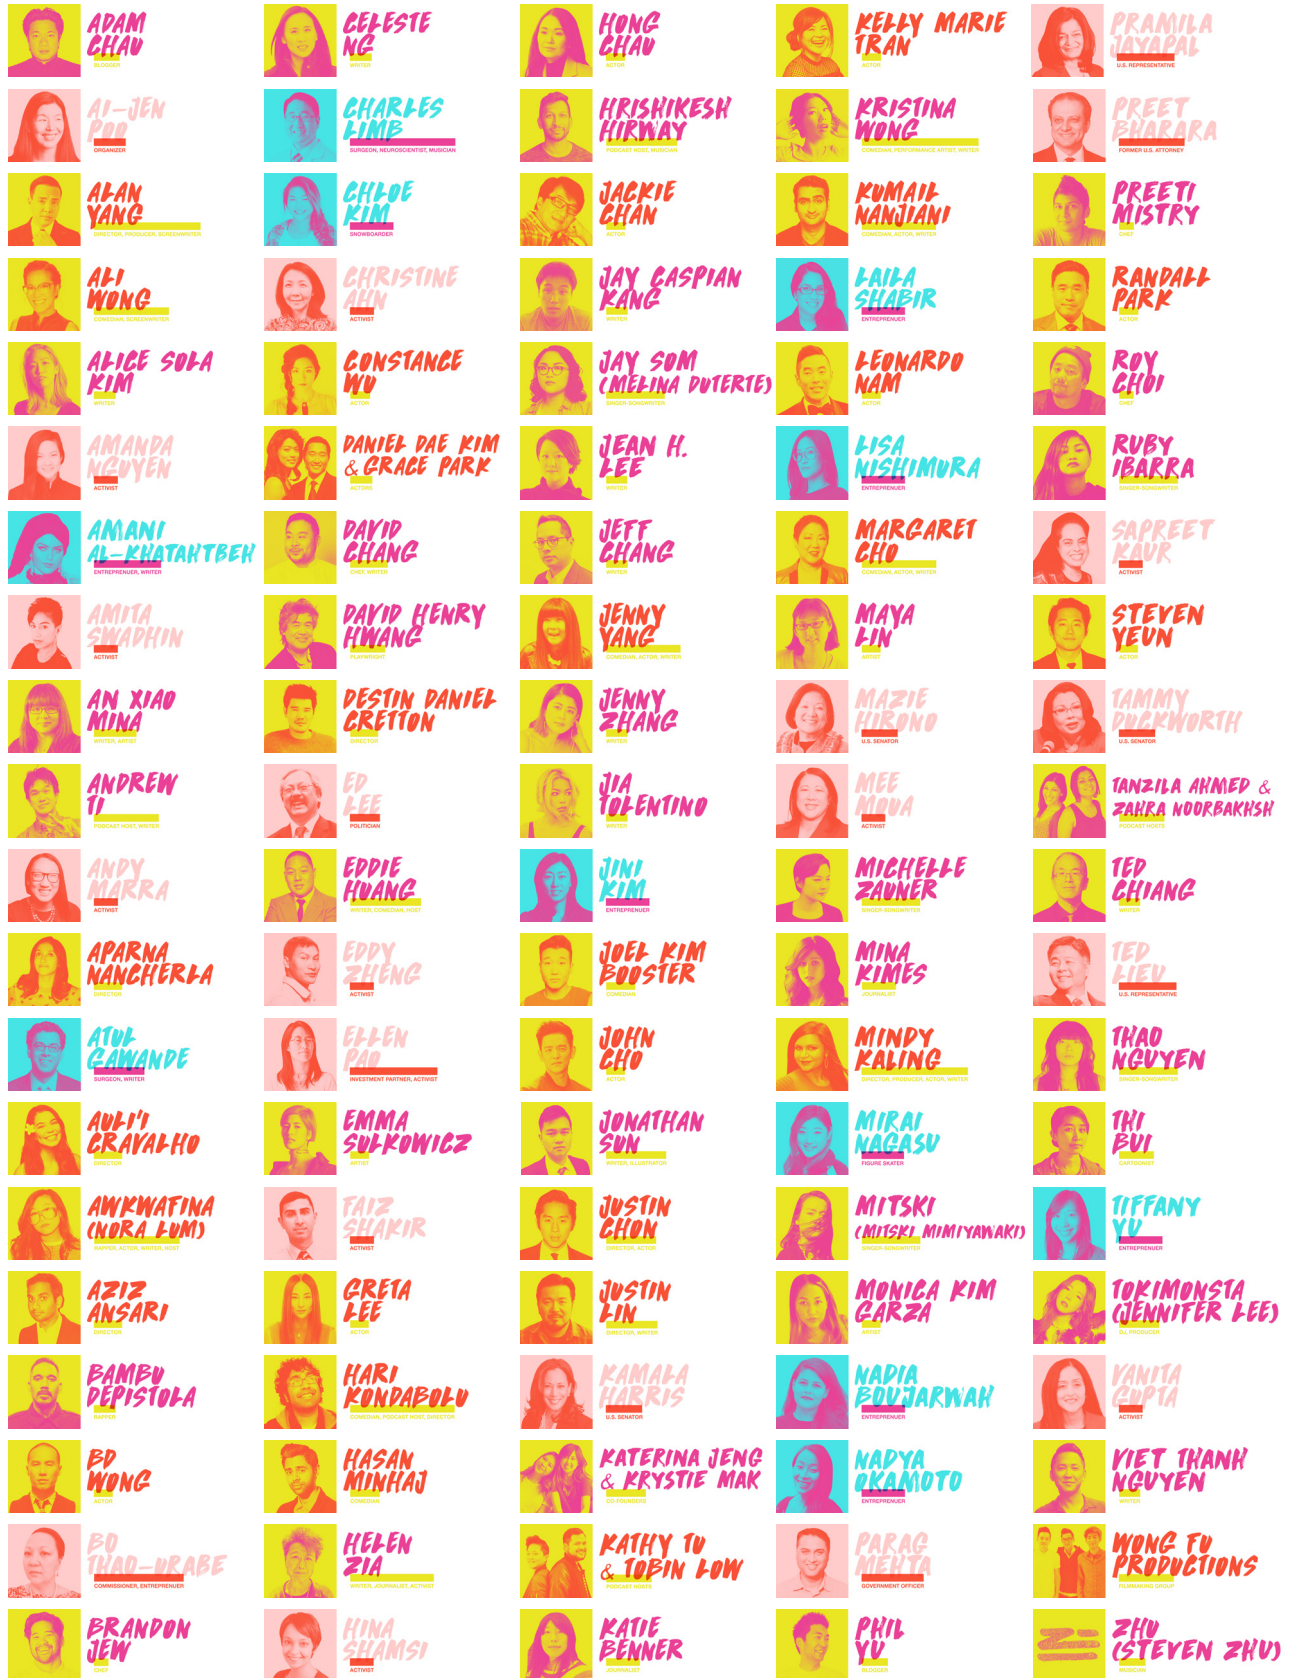 ADAM
CHAU
BLOGGER
AI-JEN
POO
ORGANIZER
ALAN
YANG
DIRECTOR, PRODUCER, SCREENWRITER
ALI
WONG
COMEDIAN, SCREENWRITER
ALICE SOLA
KIM
WRITER
AMANDA
NGUYEN
ACTIVIST
AMANI
AL-KHATAHTBEH
ENTREPRENUER, WRITER
AMITA
SWADHIN
ACTIVIST
AN XIAO
MINA
WRITER, ARTIST
ANDREW
TI
PODCAST HOST, WRITER
ANDY
MARRA
ACTIVIST
APARNA
NANCHERLA
DIRECTOR
ATUL
GAWANDE
SURGEON, WRITER
AULI'I
CRAVALHO
DIRECTOR
AWKWAFINA
(NORA LUM)
RAPPER, ACTOR, WRITER, HOST
AZIZ
ANSARI
DIRECTOR
BAMBU
DEPISTOLA
RAPPER
BD
WONG
ACTOR
BO
THAO-URABE
COMMISSIONER, ENTREPRENUER
BRANDON
JEW
CHEF
CELESTE
NG
WRITER
CHARLES
LIMB
SURGEON, NEUROSCIENTIST, MUSICIAN
CHLOE
KIM
SNOWBOARDER
CHRISTINE
AHN
ACTIVIST
CONSTANCE
WU
ACTOR
DANIEL DAE KIM
& GRACE PARK
ACTORS
DAVID
CHANG
CHEF, WRITER
DAVID HENRY
HWANG
PLAYWRIGHT
DESTIN DANIEL
CRETTON
DIRECTOR
ED
LEE
POLITICIAN
EDDIE
HUANG
WRITER, COMEDIAN, HOST
EDDY
ZHENG
ACTIVIST
ELLEN
PAO
INVESTMENT PARTNER, ACTIVIST
EMMA
SULKOWICZ
ARTIST
FAIZ
SHAKIR
ACTIVIST
GRETA
LEE
ACTOR
HARI
KONDABOLU
COMEDIAN, PODCAST HOST, DIRECTOR
HASAN
MINHAJ
COMEDIAN
HELEN
ZIA
WRITER, JOURNALIST, ACTIVIST
HINA
SHAMSI
ACTIVIST
HONG
CHAU
ACTOR
HRISHIKESH
HIRWAY
PODCAST HOST, MUSICIAN
JACKIE
CHAN
ACTOR
JAY CASPIAN
KANG
WRITER
JAY SOM
(MELINA DUTERTE)
SINGER-SONGWRITER
JEAN H.
LEE
WRITER
JEFF
CHANG
WRITER
JENNY
YANG
COMEDIAN, ACTOR, WRITER
JENNY
ZHANG
WRITER
JIA
TOLENTINO
WRITER
JINI
KIM
ENTREPRENUER
JOEL KIM
BOOSTER
COMEDIAN
JOHN
CHO
ACTOR
JONATHAN
SUN
WRITER, ILLUSTRATOR
JUSTIN
CHON
DIRECTOR, ACTOR
JUSTIN
LIN
DIRECTOR, WRITER
KAMALA
HARRIS
U.S. SENATOR
KATERINA JENG
& KRYSTIE MAK
CO-FOUNDERS
KATHY TU
& TOBIN LOW
PODCAST HOSTS
KATIE
BENNER
JOURNALIST
KELLY MARIE
TRAN
ACTOR
KRISTINA
WONG
COMEDIAN, PERFORMANCE ARTIST, WRITER
KUMAIL
NANJIANI
COMEDIAN, ACTOR, WRITER
LAILA
SHABIR
ENTREPRENUER
LEONARDO
NAM
ACTOR
LISA
NISHIMURA
ENTREPRENUER
MARGARET
CHO
COMEDIAN, ACTOR, WRITER
MAYA
LIN
ARTIST
MAZIE
HIRONO
U.S. SENATOR
MEE
MOUA
ACTIVIST
MICHELLE
ZAUNER
SINGER-SONGWRITER
MINA
KIMES
JOURNALIST
MINDY
KALING
DIRECTOR, PRODUCER, ACTOR, WRITER
MIRAI
NAGASU
FIGURE SKATER
MITSKI
(MITSKI MIMIYAWAKI)
SINGER-SONGWRITER
MONICA KIM
GARZA
ARTIST
NADIA
BOUJARWAH
ENTREPRENUER
NADYA
OKAMOTO
ENTREPRENUER
PARAG
MEHTA
GOVERNMENT OFFICER
PHIL
YU
BLOGGER
PRAMILA
JAYAPAL
U.S. REPRESENTATIVE
PREET
BHARARA
FORMER U.S. ATTORNEY
PREETI
MISTRY
CHEF
RANDALL
PARK
ACTOR
ROY
CHOI
CHEF
RUBY
IBARRA
SINGER-SONGWRITER
SAPREET
KAUR
ACTIVIST
STEVEN
YEUN
ACTOR
TAMMY
DUCKWORTH
U.S. SENATOR
TANZILA AHMED &
ZAHRA NOORBAKHSH
PODCAST HOSTS
TED
CHIANG
WRITER
TED
LIEU
U.S. REPRESENTATIVE
THAO
NGUYEN
SINGER-SONGWRITER
THI
BUI
CARTOONIST
TIFFANY
YU
ENTREPRENUER
TOKIMONSTA
(JENNIFER LEE)
DJ, PRODUCER
VANITA
GUPTA
ACTIVIST
VIET THANH
NGUYEN
WRITER
WONG FU
PRODUCTIONS
FILMMAKING GROUP
ZHU
(STEVEN ZHU)
MUSICIAN